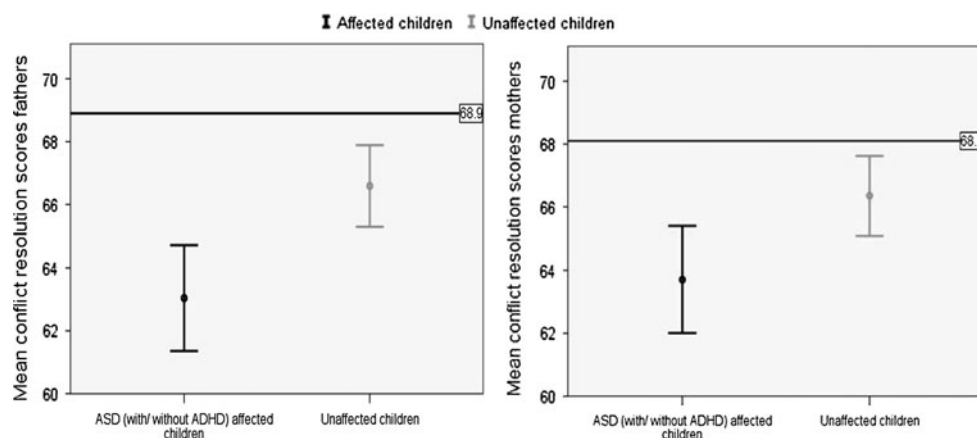 Affected children Unaffected children
Mean conflict resolution scores fathers
70
68
66
64
62
60
68.9
ASD (with/ without ADHD) affected
children
Unaffected children
Mean conflict resolution scores mothers
70
68
66
64
62
60
68.
ASD (with/ without ADHD) affected
children
Unaffected children